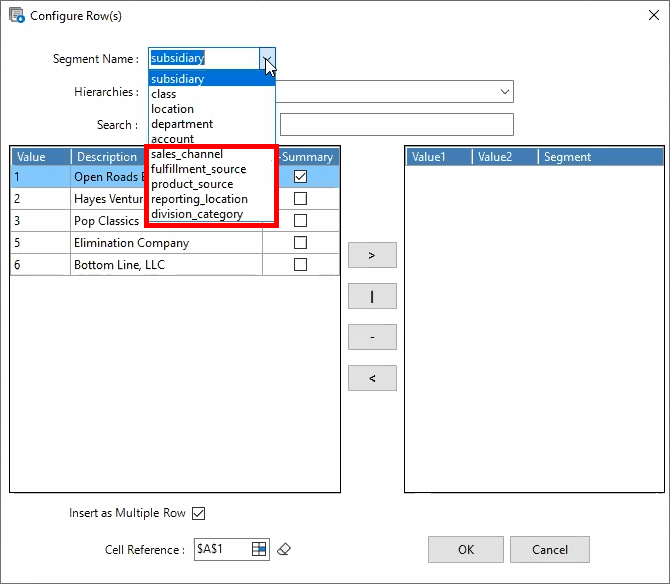 Configure Row(s)
Segment Name : subsidiary
subsidiary
class
location
department
account
sales_channel
fulfillment_source
product_source
reporting_location
division_category
Hierarchies :
Search :
Value Description -Summary
1 Open Roads
2 Hayes Ventur
3 Pop Classics
5 Elimination Company
6 Bottom Line, LLC
>
|
-
<
Value1 Value2 Segment
Insert as Multiple Row
Cell Reference : $A$1
OK Cancel